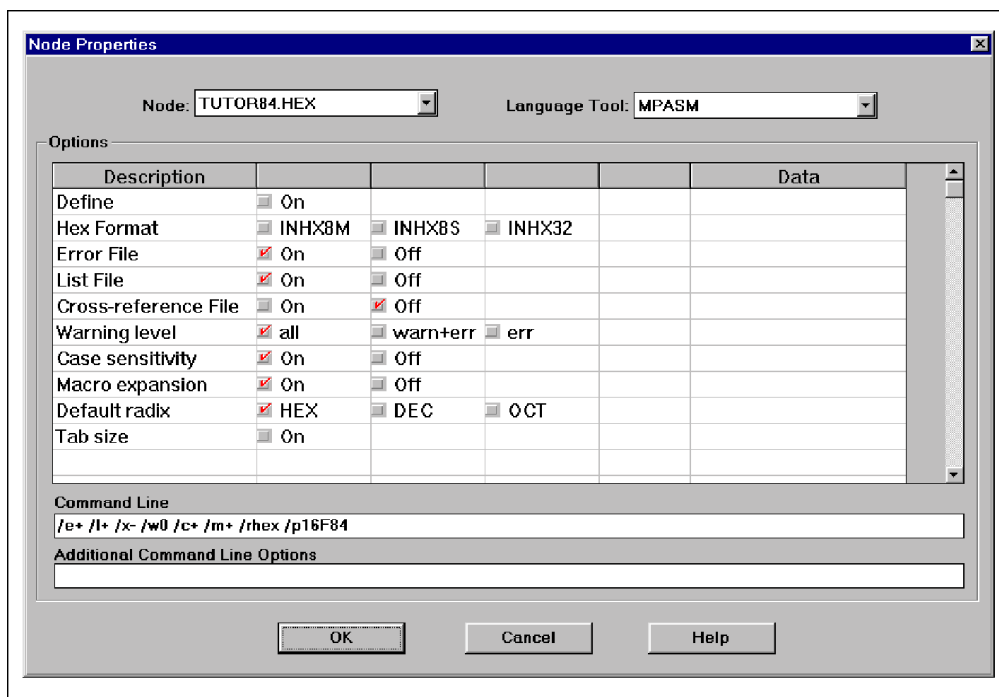 Node Properties
Node: TUTOR84.HEX Language Tool: MPASM
Options
Description Data
Define On
Hex Format INHX8M INHX8S INHX32
Error File On Off
List File On Off
Cross-reference File On Off
Warning level all warn+err err
Case sensitivity On Off
Macro expansion On Off
Default radix HEX DEC OCT
Tab size On
Command Line
/e+ /l+ /x- /w0 /c+ /m+ /rhex /p16F84
Additional Command Line Options
OK Cancel Help